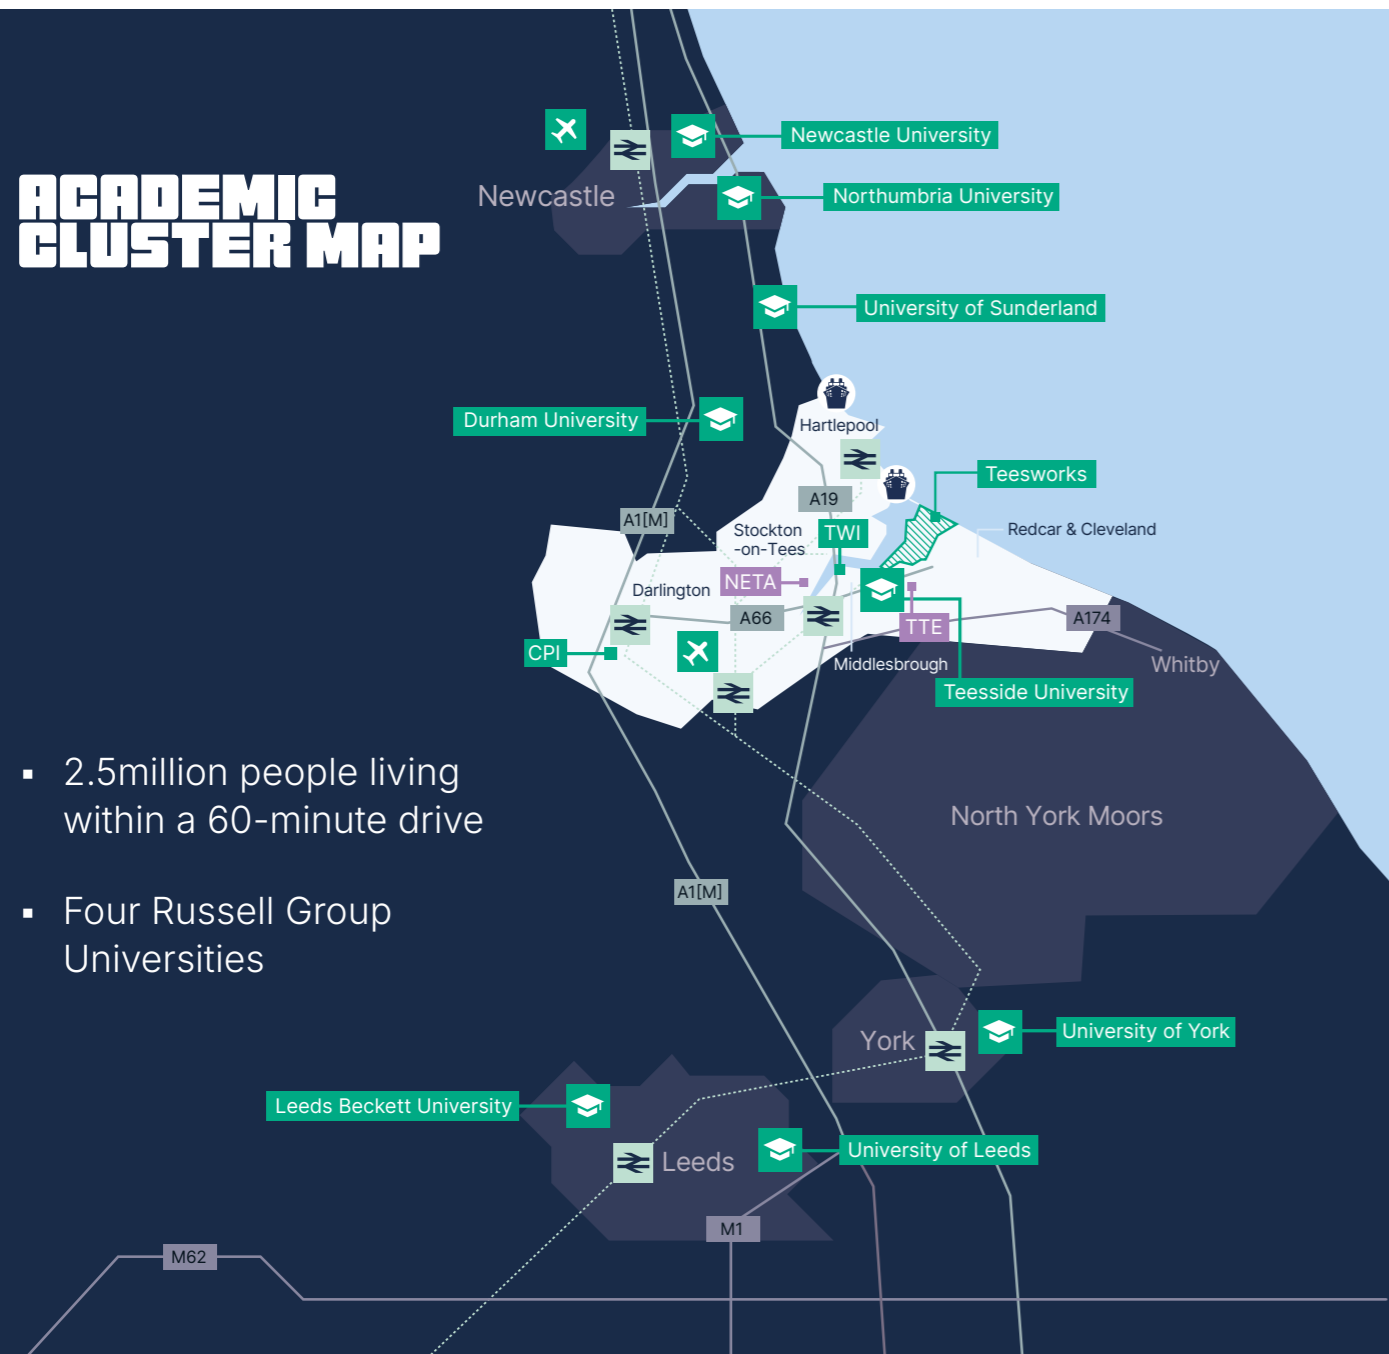 ACADEMIC
CLUSTER MAP
Newcastle University
Newcastle
Northumbria University
University of Sunderland
Durham University
Hartlepool
Teesworks
A19
A1[M]
Stockton
-on-Tees
TWI
Redcar & Cleveland
Darlington
NETA
A66
TTE
A174
CPI
Middlesbrough
Whitby
Teesside University
▪ 2.5million people living
within a 60-minute drive
North York Moors
A1[M]
▪ Four Russell Group
Universities
York
University of York
Leeds Beckett University
Leeds
University of Leeds
M1
M62